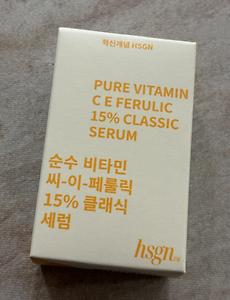 혁신개념 HSGN
PURE VITAMIN
C E FERULIC
15% CLASSIC
SERUM
순수 비타민
씨-이-페룰릭
15% 클래식
세럼
hsgn